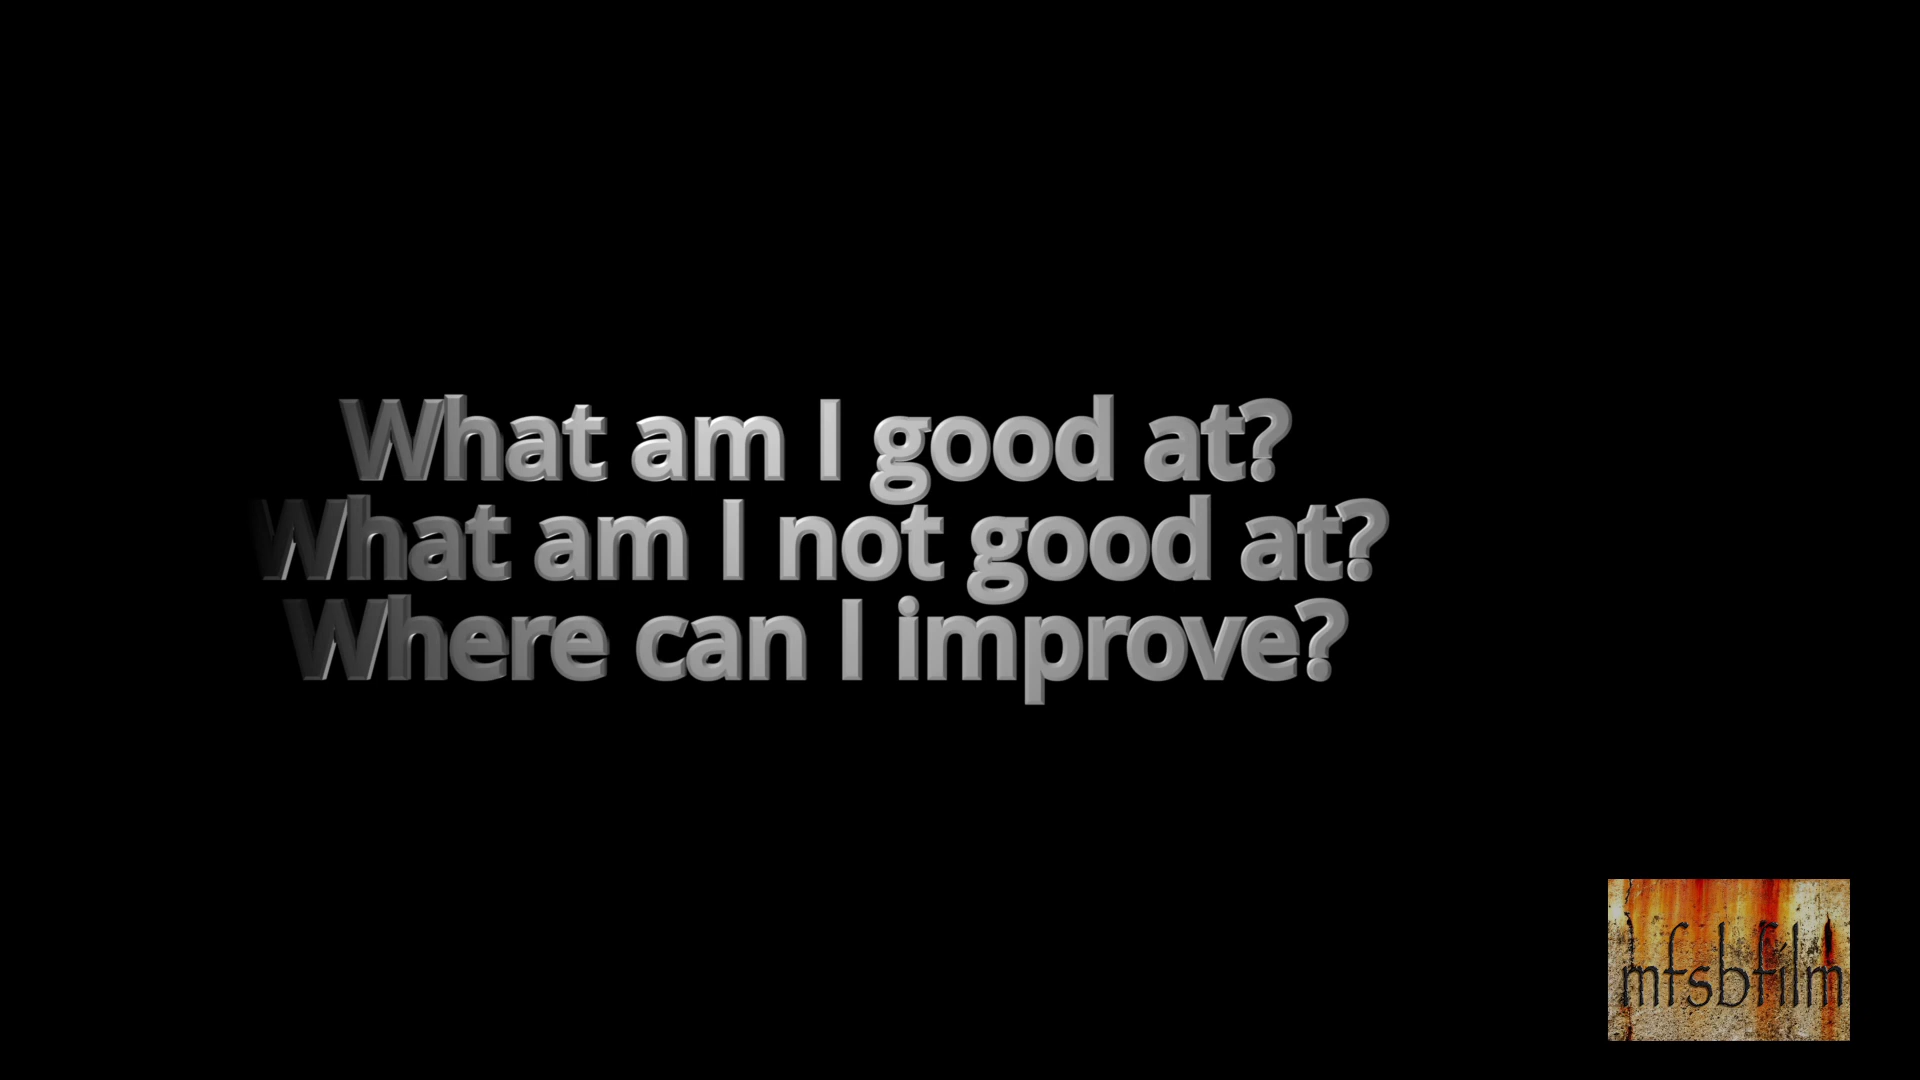 What am I good at?
What am I not good at?
Where can I improve?
mfsbfilm